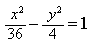 x²/36 − y²/4 = 1